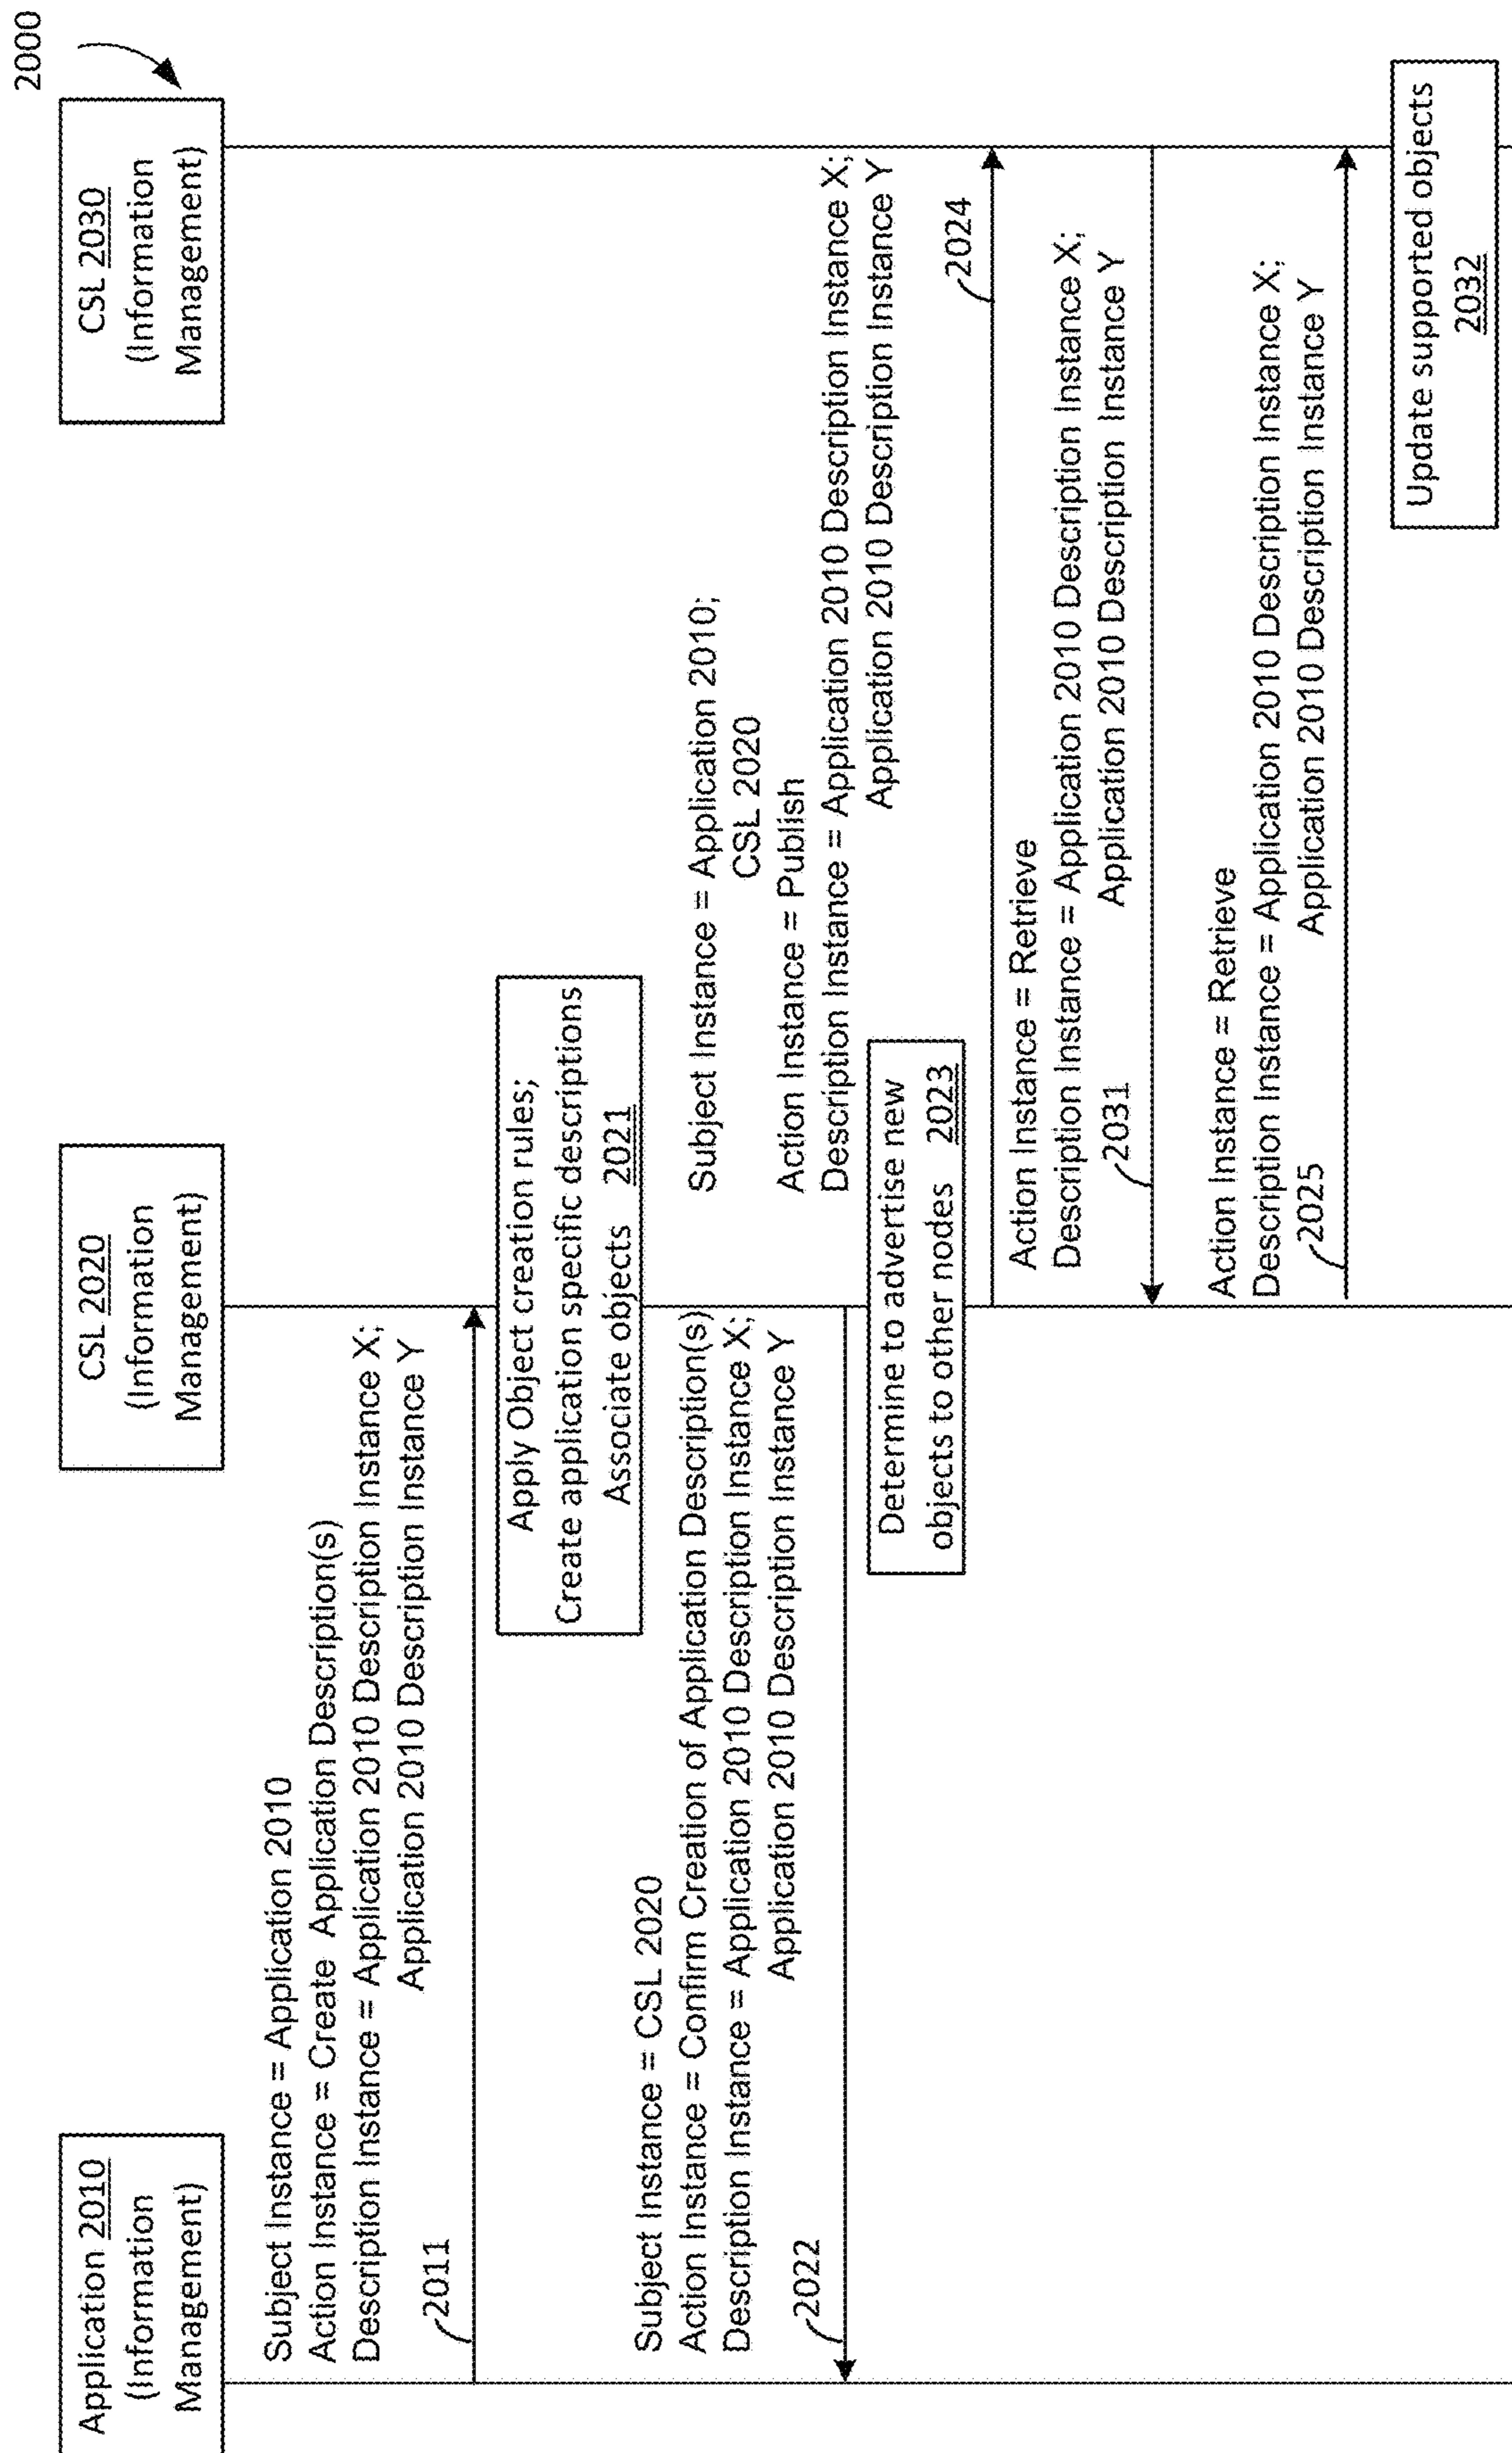 2000
Application 2010
(Information
Management)
CSL 2020
(Information
Management)
CSL 2030
(Information
Management)
Subject Instance = Application 2010
Action Instance = Create Application Description(s)
Description Instance = Application 2010 Description Instance X;
Application 2010 Description Instance Y
2011
Apply Object creation rules;
Create application specific descriptions
Associate objects 2021
Subject Instance = CSL 2020
Action Instance = Confirm Creation of Application Description(s)
Description Instance = Application 2010 Description Instance X;
Application 2010 Description Instance Y
2022
Subject Instance = Application 2010;
CSL 2020
Action Instance = Publish
Description Instance = Application 2010 Description Instance X;
Application 2010 Description Instance Y
Determine to advertise new
objects to other nodes 2023
2024
Action Instance = Retrieve
Description Instance = Application 2010 Description Instance X;
Application 2010 Description Instance Y
2031
Action Instance = Retrieve
Description Instance = Application 2010 Description Instance X;
Application 2010 Description Instance Y
2025
Update supported objects
2032